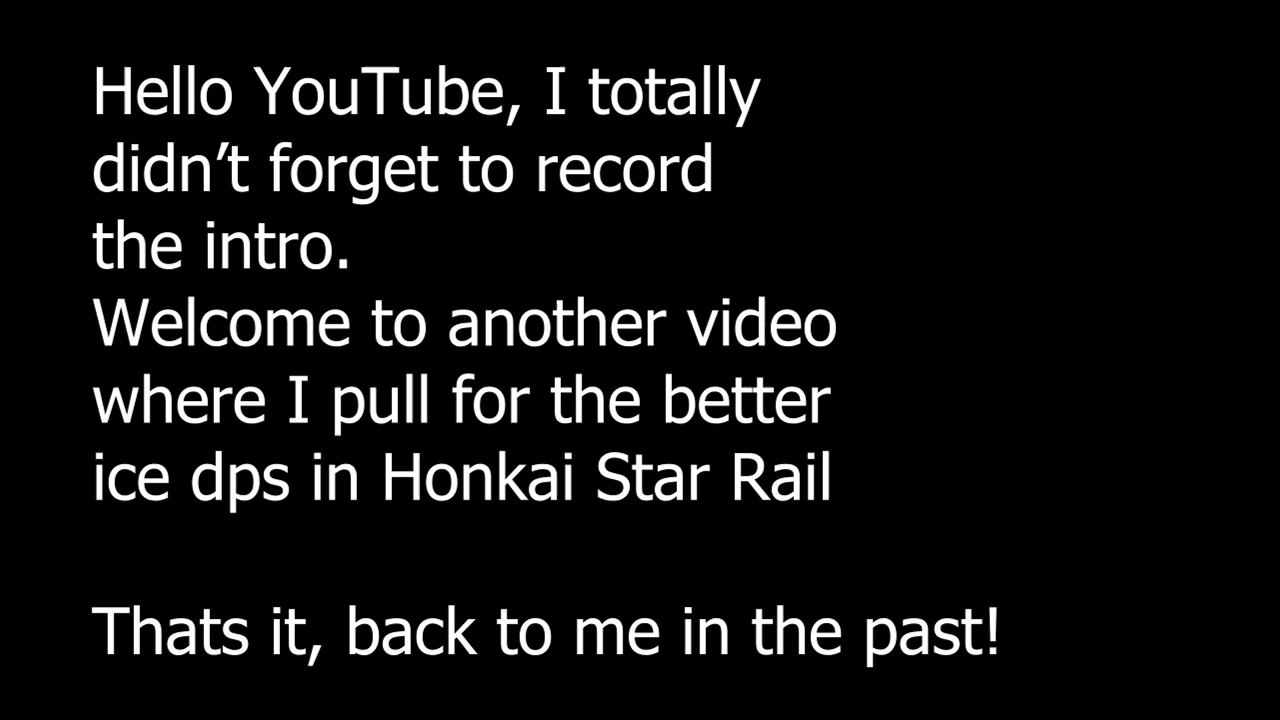 Hello YouTube, I totally
didn’t forget to record
the intro.
Welcome to another video
where I pull for the better
ice dps in Honkai Star Rail
Thats it, back to me in the past!